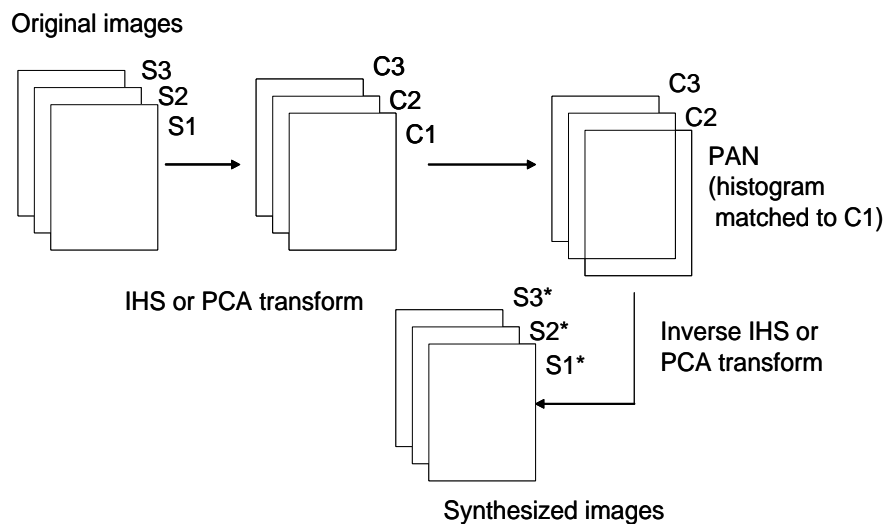 Original images
S3
S2
S1
C3
C2
C1
C3
C2
PAN
(histogram
matched to C1)
IHS or PCA transform
S3*
S2*
S1*
Inverse IHS or
PCA transform
Synthesized images